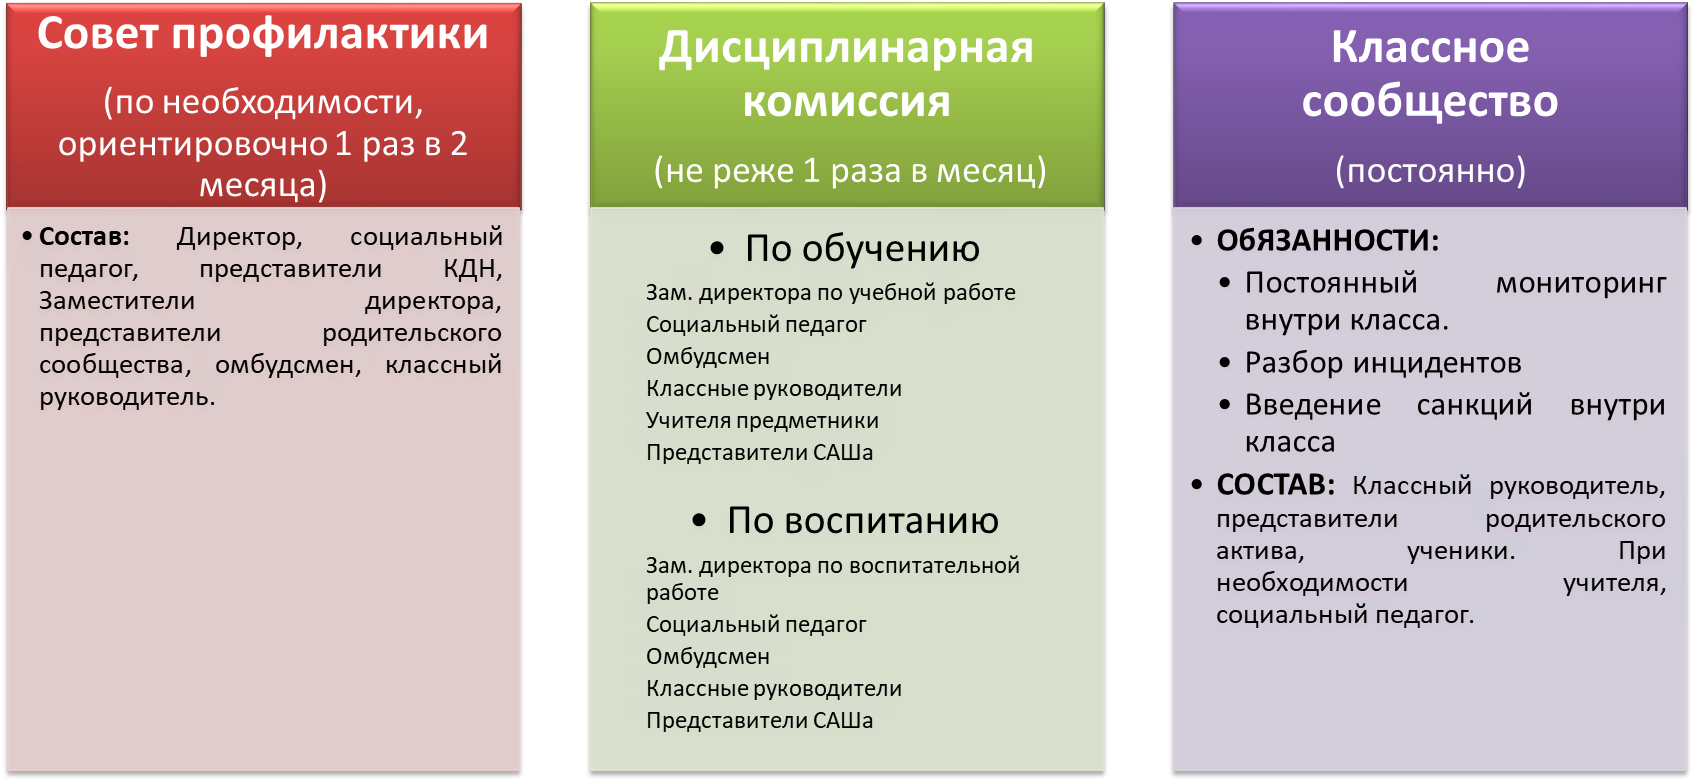 Совет профилактики
(по необходимости,
ориентировочно 1 раз в 2
месяца)
• Состав: Директор, социальный
педагог, представители КДН,
Заместители директора,
представители родительского
сообщества, омбудсмен, классный
руководитель.
Дисциплинарная
комиссия
(не реже 1 раза в месяц)
• По обучению
Зам. директора по учебной работе
Социальный педагог
Омбудсмен
Классные руководители
Учителя предметники
Представители САШа
• По воспитанию
Зам. директора по воспитательной
работе
Социальный педагог
Омбудсмен
Классные руководители
Представители САШа
Классное
сообщество
(постоянно)
• ОбЯЗАННОСТИ:
• Постоянный мониторинг
внутри класса.
• Разбор инцидентов
• Введение санкций внутри
класса
• СОСТАВ: Классный руководитель,
представители родительского
актива, ученики. При
необходимости учителя,
социальный педагог.